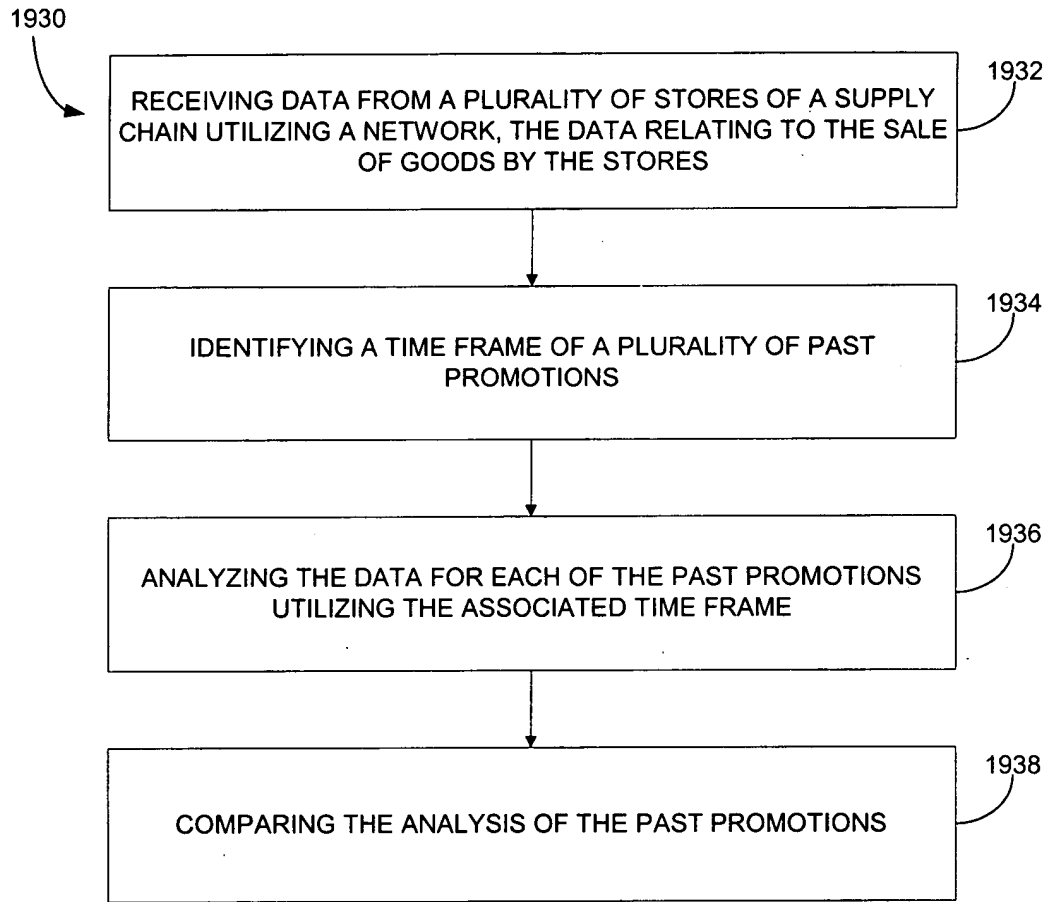 1930
1932
RECEIVING DATA FROM A PLURALITY OF STORES OF A SUPPLY
CHAIN UTILIZING A NETWORK, THE DATA RELATING TO THE SALE
OF GOODS BY THE STORES
1934
IDENTIFYING A TIME FRAME OF A PLURALITY OF PAST
PROMOTIONS
1936
ANALYZING THE DATA FOR EACH OF THE PAST PROMOTIONS
UTILIZING THE ASSOCIATED TIME FRAME
1938
COMPARING THE ANALYSIS OF THE PAST PROMOTIONS